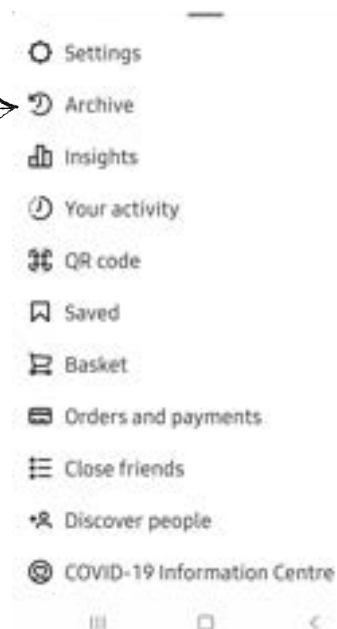 Settings
Archive
Insights
Your activity
QR code
Saved
Basket
Orders and payments
Close friends
Discover people
COVID-19 Information Centre